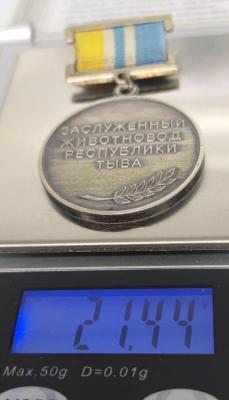 ЗАСЛУЖЕННЫЙ
ЖИВОТНОВОД
РЕСПУБЛИКИ
ТЫВА
21.44
Max.50g D=0.01g